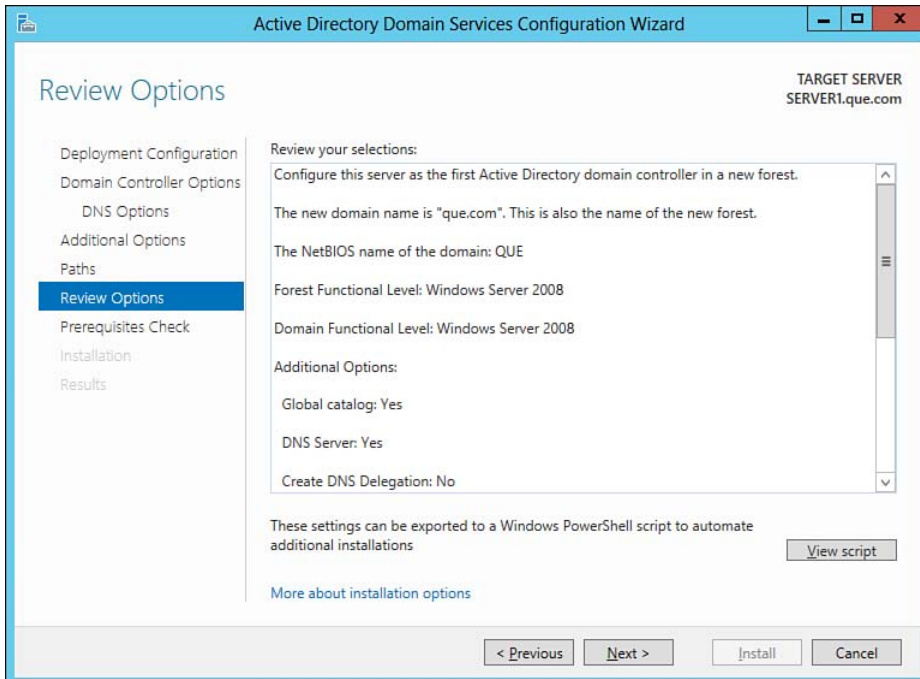 Active Directory Domain Services Configuration Wizard
Review Options
TARGET SERVER
SERVER1.que.com
Deployment Configuration
Domain Controller Options
DNS Options
Additional Options
Paths
Review Options
Prerequisites Check
Installation
Results
Review your selections:
Configure this server as the first Active Directory domain controller in a new forest.
The new domain name is "que.com". This is also the name of the new forest.
The NetBIOS name of the domain: QUE
Forest Functional Level: Windows Server 2008
Domain Functional Level: Windows Server 2008
Additional Options:
Global catalog: Yes
DNS Server: Yes
Create DNS Delegation: No
These settings can be exported to a Windows PowerShell script to automate
additional installations
View script
More about installation options
< Previous
Next >
Install
Cancel